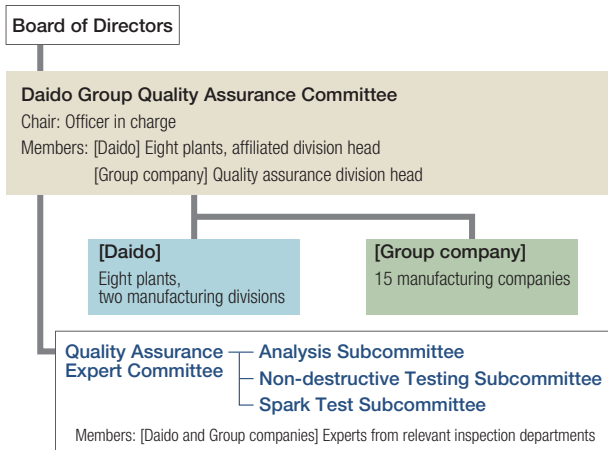 Board of Directors
Daido Group Quality Assurance Committee
Chair: Officer in charge
Members: [Daido] Eight plants, affiliated division head
[Group company] Quality assurance division head
[Daido]
Eight plants,
two manufacturing divisions
[Group company]
15 manufacturing companies
Quality Assurance
Expert Committee
Analysis Subcommittee
Non-destructive Testing Subcommittee
Spark Test Subcommittee
Members: [Daido and Group companies] Experts from relevant inspection departments